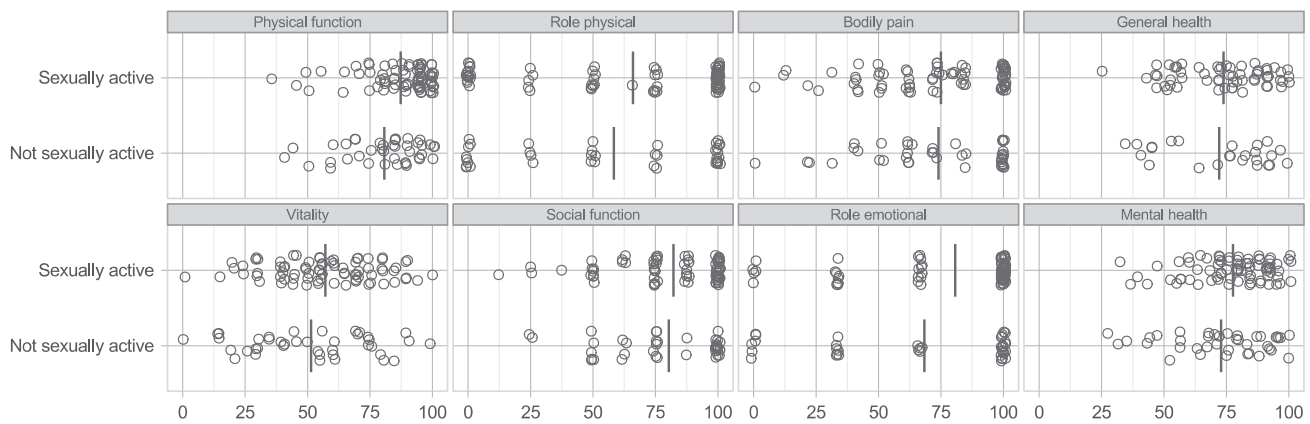 Physical function Role physical Bodily pain General health
Sexually active
Not sexually active
Vitality Social function Role emotional Mental health
Sexually active
Not sexually active
0 25 50 75 100 0 25 50 75 100 0 25 50 75 100 0 25 50 75 100